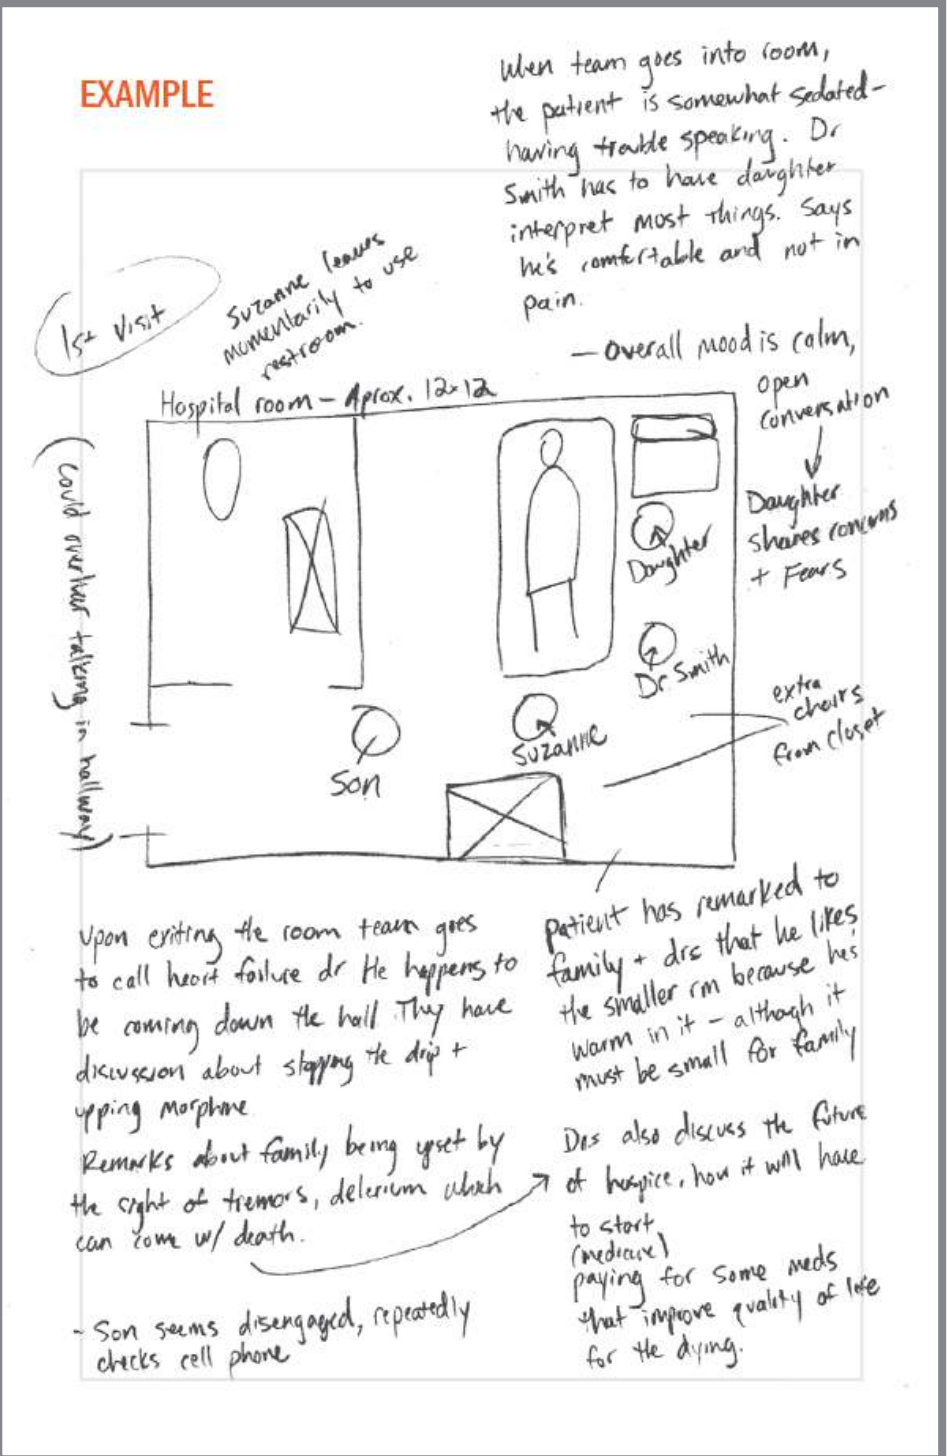 EXAMPLE
When team goes into room,
the patient is somewhat sedated-
having trouble speaking. Dr
Smith has to have daughter
interpret most things. Says
he's comfortable and not in
pain.
- Overall mood is calm,
open
conversation
Daughter
shares concerns
+ Fears
1st Visit
Suzanne leaves
momentarily to use
restroom.
Hospital room - Aprox. 12x12
(could overhear talking in hallway)
Daughter
Dr Smith
Suzanne
Son
extra
chairs
from closet
Upon exiting the room team goes
to call heart failure dr He happens to
be coming down the hall. They have
discussion about stopping the drip +
upping morphine
Remarks about family being upset by
the sight of tremors, delerium which
can come w/ death.
- Son seems disengaged, repeatedly
checks cell phone
Patient has remarked to
family + drs that he likes
the smaller rm because he's
warm in it - although it
must be small for family
Drs also discuss the future
of hospice, how it will have
to start
(medicare)
paying for some meds
that improve quality of life
for the dying.